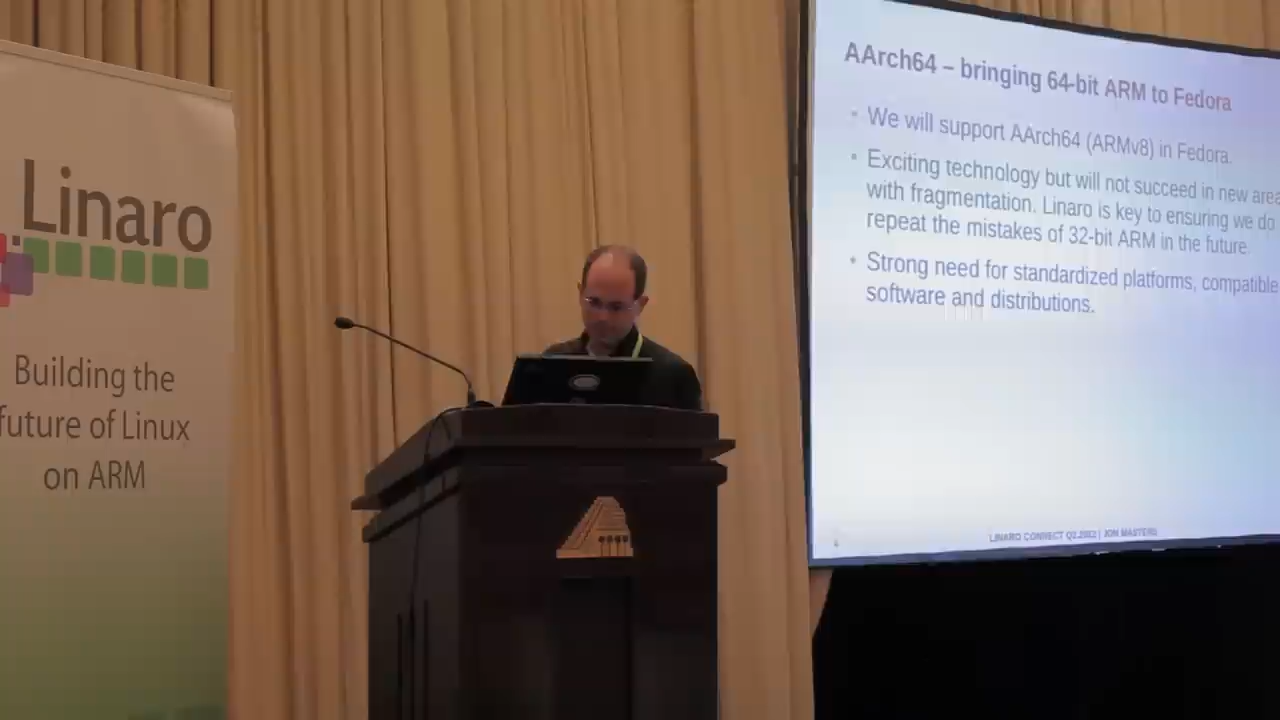 Linaro
Building the
future of Linux
on ARM
AArch64 – bringing 64-bit ARM to Fedora
We will support AArch64 (ARMv8) in Fedora.
Exciting technology but will not succeed in new area
with fragmentation. Linaro is key to ensuring we do
repeat the mistakes of 32-bit ARM in the future.
Strong need for standardized platforms, compatible
software and distributions.
LINARO CONNECT Q2.2012 | JON MASTERS